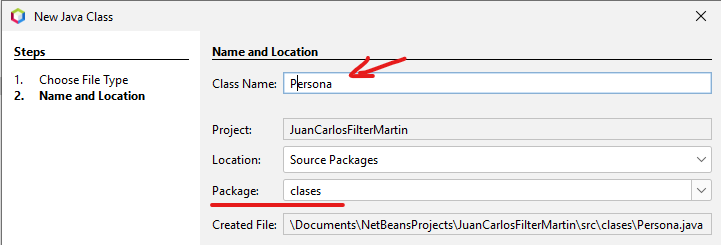 New Java Class
Steps
1. Choose File Type
2. Name and Location
Name and Location
Class Name: Persona
Project: JuanCarlosFilterMartin
Location: Source Packages
Package: clases
Created File: \Documents\NetBeansProjects\JuanCarlosFilterMartin\src\clases\Persona.java